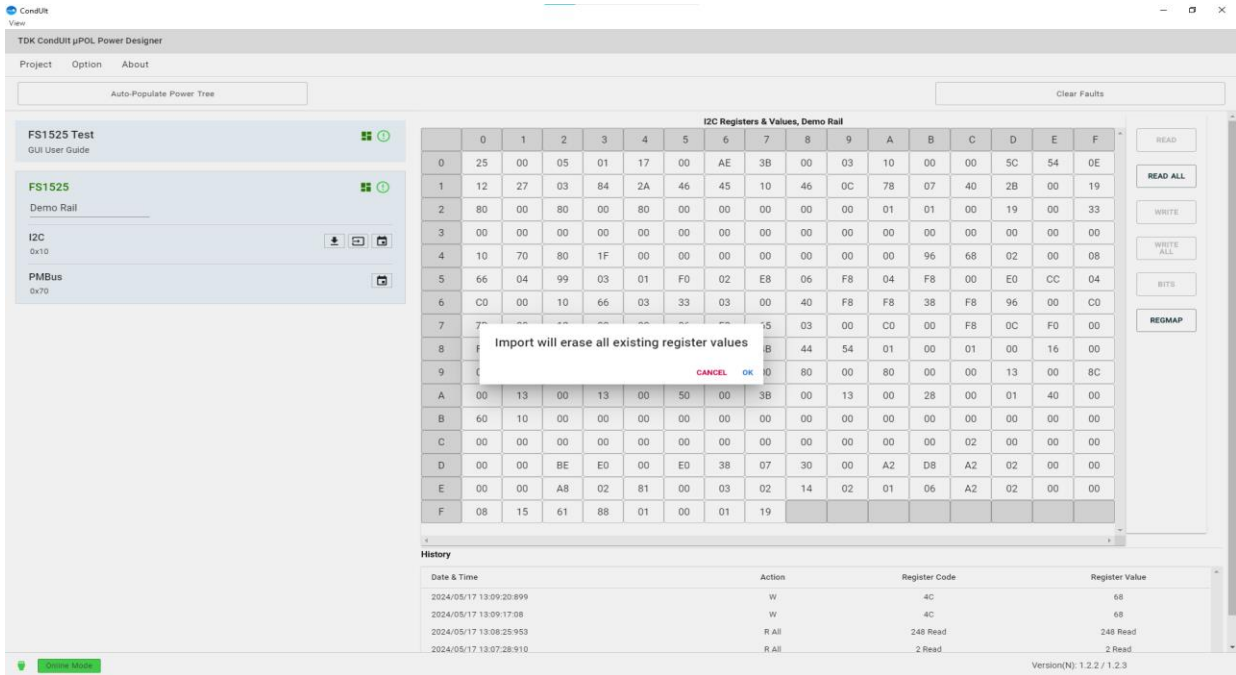 CondUIt
View
TDK CondUIt µPOL Power Designer
Project Option About
Auto-Populate Power Tree
Clear Faults
FS1525 Test
GUI User Guide
FS1525
Demo Rail
I2C
0x10
PMBus
0x70
I2C Registers & Values, Demo Rail
0 1 2 3 4 5 6 7 8 9 A B C D E F
0 25 00 05 01 17 00 AE 3B 00 03 10 00 00 5C 54 0E
1 12 27 03 84 2A 46 45 10 46 0C 78 07 40 2B 00 19
2 80 00 80 00 80 00 00 00 00 00 01 01 00 19 00 33
3 00 00 00 00 00 00 00 00 00 00 00 00 00 00 00 00
4 10 70 80 1F 00 00 00 00 00 00 00 96 68 02 00 08
5 66 04 99 03 01 F0 02 E8 06 F8 04 F8 00 E0 CC 04
6 C0 00 10 66 03 33 03 00 40 F8 F8 38 F8 96 00 C0
7 03 00 C0 00 F8 0C F0 00
8 44 54 01 00 01 00 16 00
9 80 00 80 00 00 13 00 8C
A 00 13 00 13 00 50 00 3B 00 13 00 28 00 01 40 00
B 60 10 00 00 00 00 00 00 00 00 00 00 00 00 00 00
C 00 00 00 00 00 00 00 00 00 00 00 00 02 00 00 00
D 00 00 BE E0 00 E0 38 07 30 00 A2 D8 A2 02 00 00
E 00 00 A8 02 81 00 03 02 14 02 01 06 A2 02 00 00
F 08 15 61 88 01 00 01 19
Import will erase all existing register values
CANCEL OK
READ
READ ALL
WRITE
WRITE
ALL
BITS
REGMAP
History
Date & Time Action Register Code Register Value
2024/05/17 13:09:20:899 W 4C 68
2024/05/17 13:09:17:08 W 4C 68
2024/05/17 13:08:25:953 R All 248 Read 248 Read
2024/05/17 13:07:28:910 R All 2 Read 2 Read
Online Mode
Version(N): 1.2.2 / 1.2.3